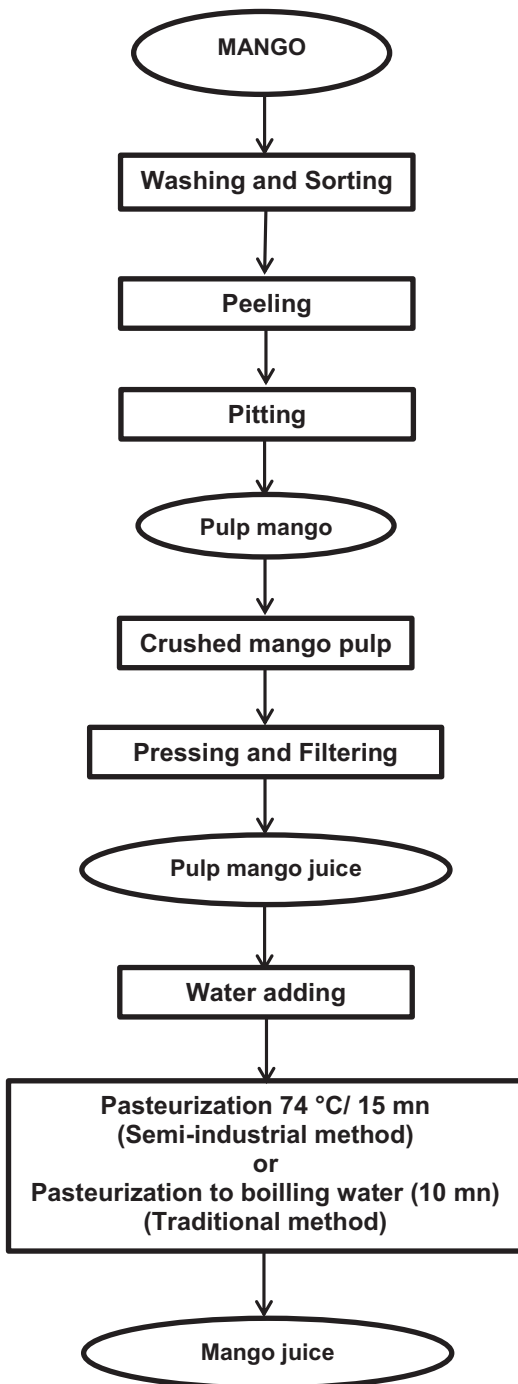 MANGO
Washing and Sorting
Peeling
Pitting
Pulp mango
Crushed mango pulp
Pressing and Filtering
Pulp mango juice
Water adding
Pasteurization 74 °C/ 15 mn
(Semi-industrial method)
or
Pasteurization to boilling water (10 mn)
(Traditional method)
Mango juice